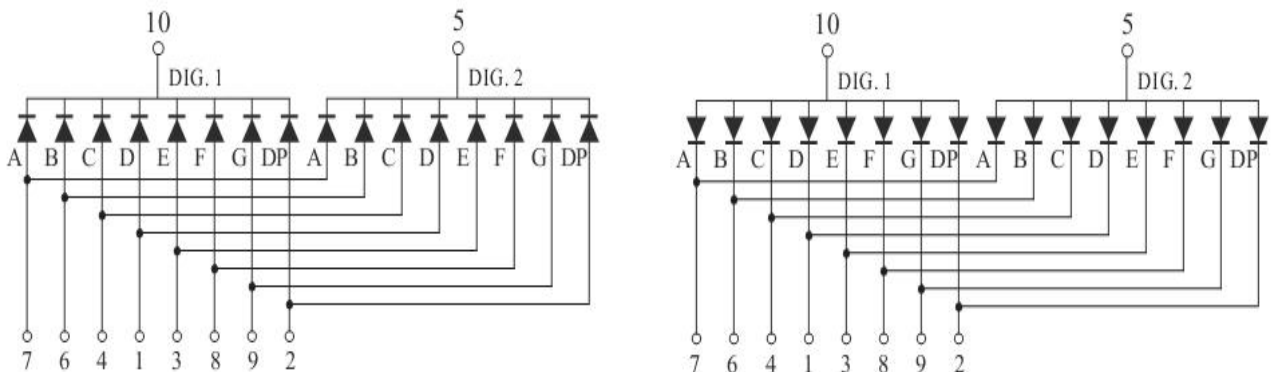 10 5 10 5
DIG. 1 DIG. 2 DIG. 1 DIG. 2
A B C D E F G DP A B C D E F G DP A B C D E F G DP A B C D E F G DP
7 6 4 1 3 8 9 2 7 6 4 1 3 8 9 2